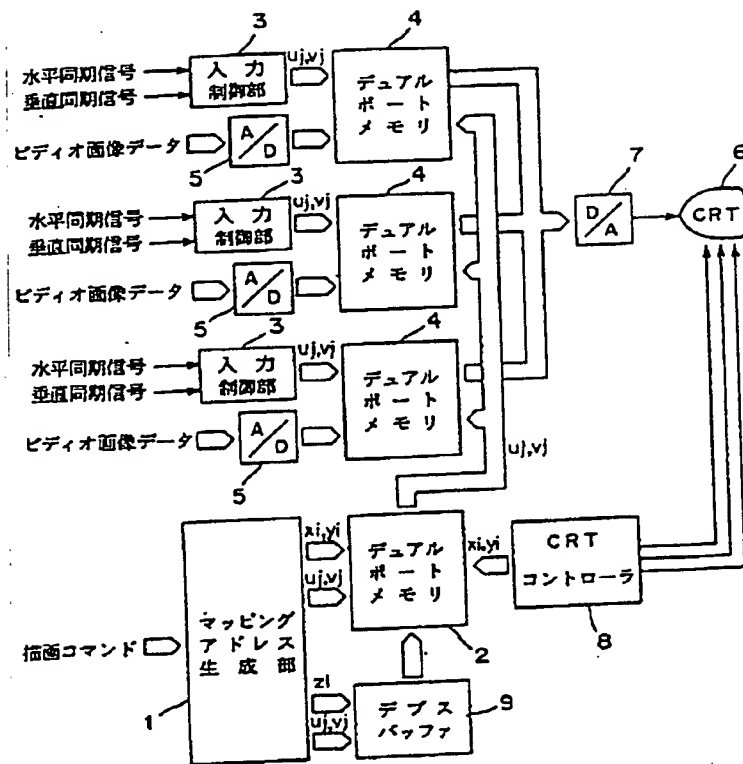 3
4
水平同期信号
垂直同期信号
入力
制御部
uj,vj
デュアル
ポート
メモリ
ビディオ画像データ
A/D
5
3
4
水平同期信号
垂直同期信号
入力
制御部
uj,vj
デュアル
ポート
メモリ
ビディオ画像データ
A/D
5
7
D/A
6
CRT
3
4
水平同期信号
垂直同期信号
入力
制御部
uj,vj
デュアル
ポート
メモリ
ビディオ画像データ
A/D
5
uj,vj
描画コマンド
マッピング
アドレス
生成部
1
xi,yi
uj,vj
デュアル
ポート
メモリ
2
xi,yi
CRT
コントローラ
8
zi
uj,vj
デプス
バッファ
9